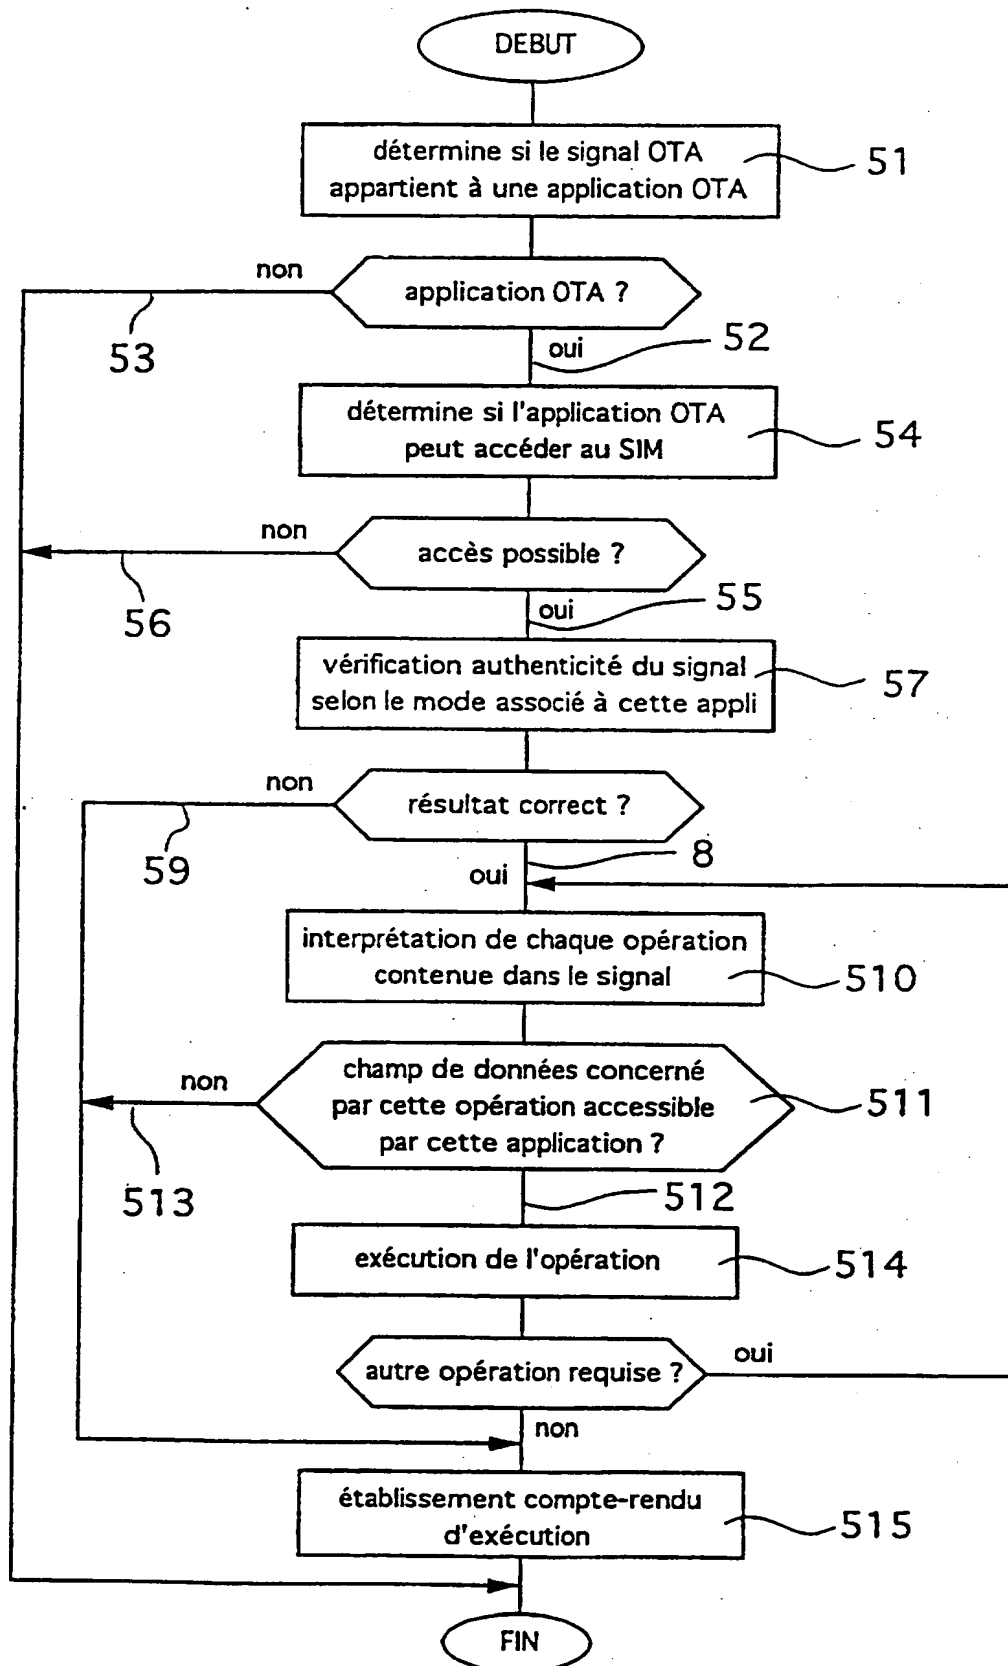 DEBUT
détermine si le signal OTA
appartient à une application OTA
51
non
application OTA ?
53
oui
52
détermine si l'application OTA
peut accéder au SIM
54
non
accès possible ?
56
oui
55
vérification authenticité du signal
selon le mode associé à cette appli
57
non
résultat correct ?
59
8
oui
interprétation de chaque opération
contenue dans le signal
510
non
champ de données concerné
par cette opération accessible
par cette application ?
511
513
512
exécution de l'opération
514
autre opération requise ?
oui
non
établissement compte-rendu
d'exécution
515
FIN